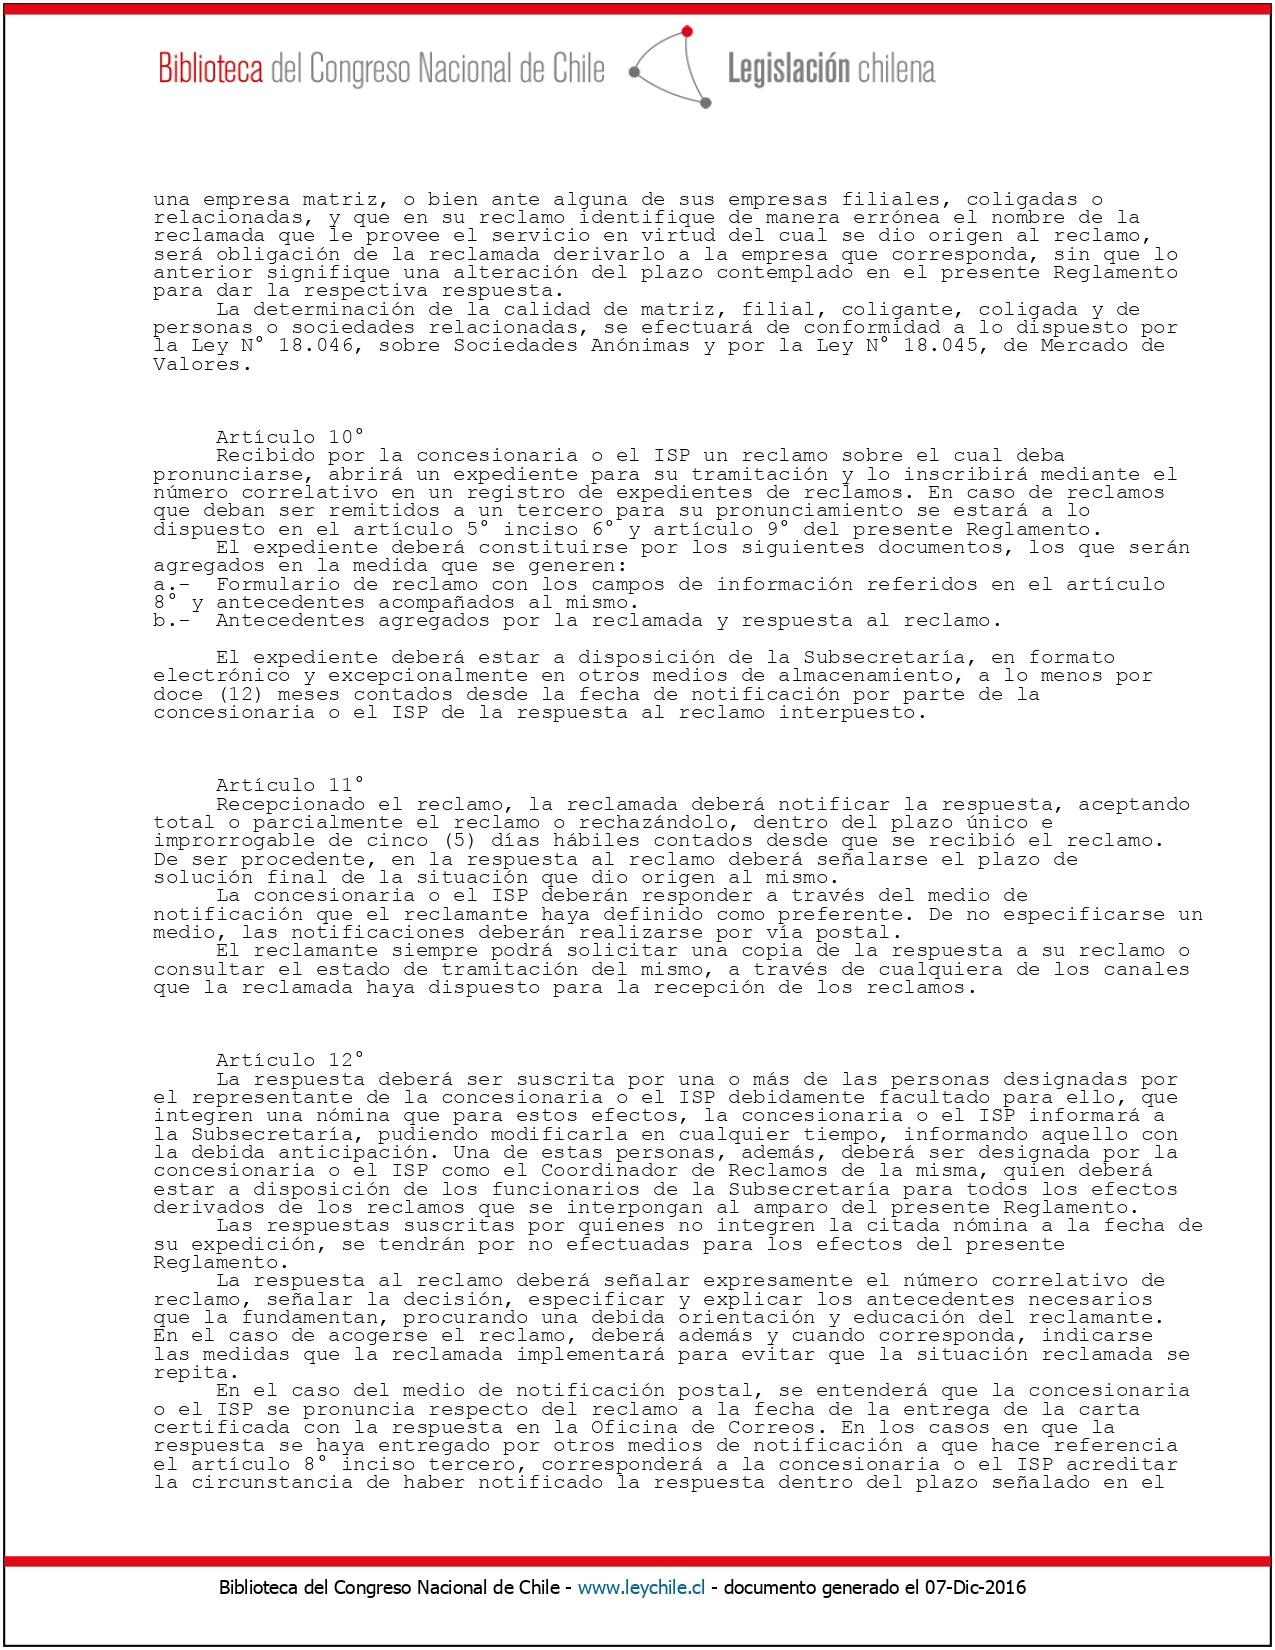 Biblioteca del Congreso Nacional de Chile Legislación chilena
una empresa matriz, o bien ante alguna de sus empresas filiales, coligadas o
relacionadas, y que en su reclamo identifique de manera errónea el nombre de la
reclamada que le provee el servicio en virtud del cual se dio origen al reclamo,
será obligación de la reclamada derivarlo a la empresa que corresponda, sin que lo
anterior signifique una alteración del plazo contemplado en el presente Reglamento
para dar la respectiva respuesta.
La determinación de la calidad de matriz, filial, coligante, coligada y de
personas o sociedades relacionadas, se efectuará de conformidad a lo dispuesto por
la Ley N° 18.046, sobre Sociedades Anónimas y por la Ley N° 18.045, de Mercado de
Valores.
Artículo 10°
Recibido por la concesionaria o el ISP un reclamo sobre el cual deba
pronunciarse, abrirá un expediente para su tramitación y lo inscribirá mediante el
número correlativo en un registro de expedientes de reclamos. En caso de reclamos
que deban ser remitidos a un tercero para su pronunciamiento se estará a lo
dispuesto en el artículo 5° inciso 6° y artículo 9° del presente Reglamento.
El expediente deberá constituirse por los siguientes documentos, los que serán
agregados en la medida que se generen:
a.- Formulario de reclamo con los campos de información referidos en el artículo
8° y antecedentes acompañados al mismo.
b.- Antecedentes agregados por la reclamada y respuesta al reclamo.
El expediente deberá estar a disposición de la Subsecretaría, en formato
electrónico y excepcionalmente en otros medios de almacenamiento, a lo menos por
doce (12) meses contados desde la fecha de notificación por parte de la
concesionaria o el ISP de la respuesta al reclamo interpuesto.
Artículo 11°
Recepcionado el reclamo, la reclamada deberá notificar la respuesta, aceptando
total o parcialmente el reclamo o rechazándolo, dentro del plazo único e
improrrogable de cinco (5) días hábiles contados desde que se recibió el reclamo.
De ser procedente, en la respuesta al reclamo deberá señalarse el plazo de
solución final de la situación que dio origen al mismo.
La concesionaria o el ISP deberán responder a través del medio de
notificación que el reclamante haya definido como preferente. De no especificarse un
medio, las notificaciones deberán realizarse por vía postal.
El reclamante siempre podrá solicitar una copia de la respuesta a su reclamo o
consultar el estado de tramitación del mismo, a través de cualquiera de los canales
que la reclamada haya dispuesto para la recepción de los reclamos.
Artículo 12°
La respuesta deberá ser suscrita por una o más de las personas designadas por
el representante de la concesionaria o el ISP debidamente facultado para ello, que
integren una nómina que para estos efectos, la concesionaria o el ISP informará a
la Subsecretaría, pudiendo modificarla en cualquier tiempo, informando aquello con
la debida anticipación. Una de estas personas, además, deberá ser designada por la
concesionaria o el ISP como el Coordinador de Reclamos de la misma, quien deberá
estar a disposición de los funcionarios de la Subsecretaría para todos los efectos
derivados de los reclamos que se interpongan al amparo del presente Reglamento.
Las respuestas suscritas por quienes no integren la citada nómina a la fecha de
su expedición, se tendrán por no efectuadas para los efectos del presente
Reglamento.
La respuesta al reclamo deberá señalar expresamente el número correlativo de
reclamo, señalar la decisión, especificar y explicar los antecedentes necesarios
que la fundamentan, procurando una debida orientación y educación del reclamante.
En el caso de acogerse el reclamo, deberá además y cuando corresponda, indicarse
las medidas que la reclamada implementará para evitar que la situación reclamada se
repita.
En el caso del medio de notificación postal, se entenderá que la concesionaria
o el ISP se pronuncia respecto del reclamo a la fecha de la entrega de la carta
certificada con la respuesta en la Oficina de Correos. En los casos en que la
respuesta se haya entregado por otros medios de notificación a que hace referencia
el artículo 8° inciso tercero, corresponderá a la concesionaria o el ISP acreditar
la circunstancia de haber notificado la respuesta dentro del plazo señalado en el
Biblioteca del Congreso Nacional de Chile - www.leychile.cl - documento generado el 07-Dic-2016